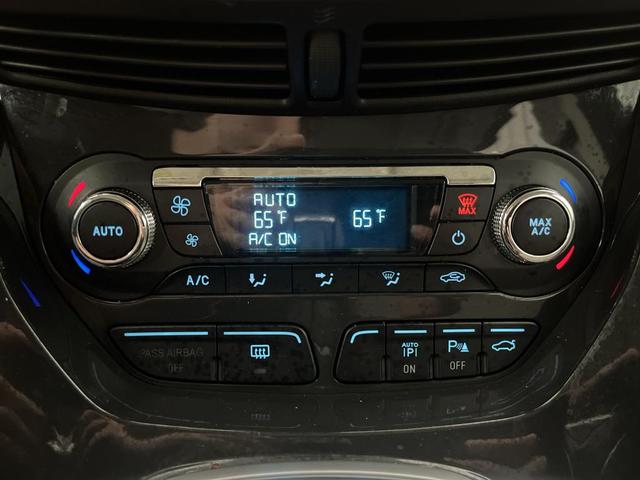 AUTO
65°F 65°F
A/C ON
MAX
AUTO
MAX
A/C
A/C
PASS AIRBAG
OFF
AUTO
P
ON
P
OFF